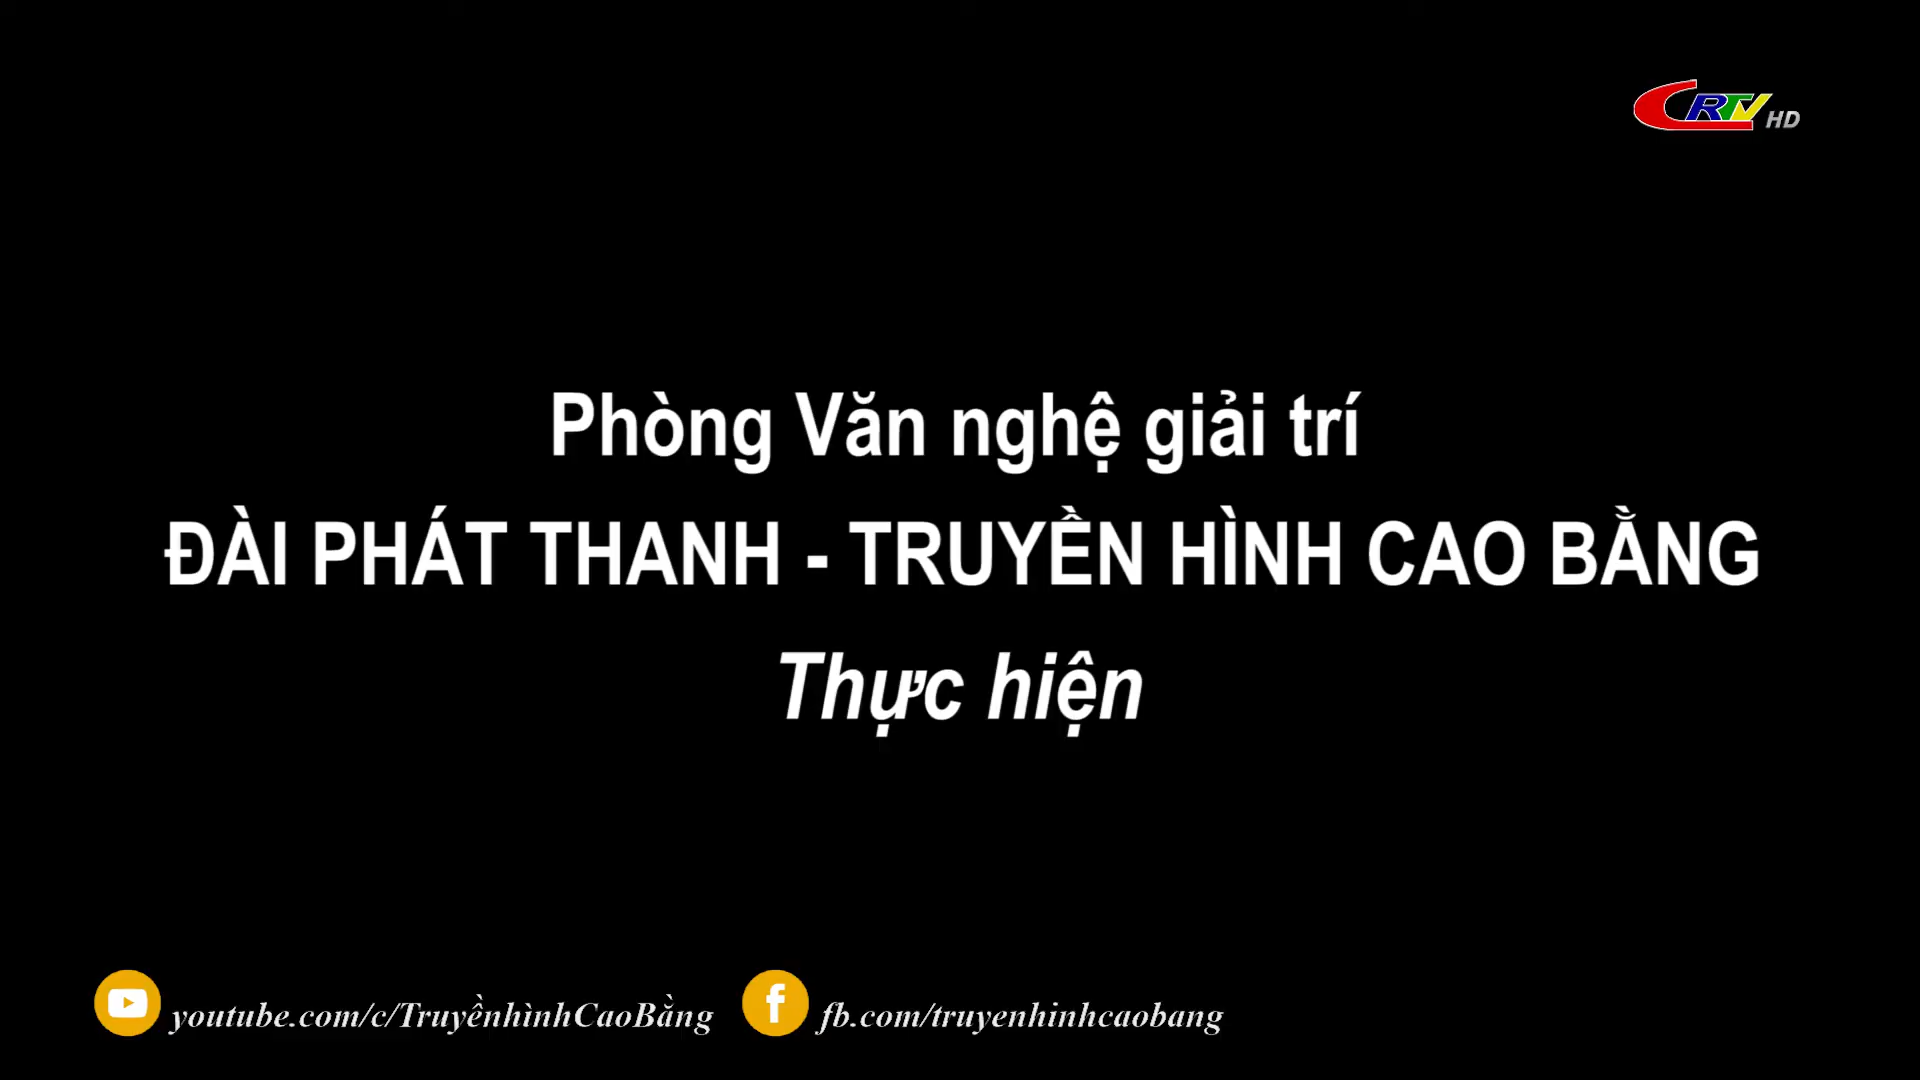 CRTV HD
Phòng Văn nghệ giải trí
ĐÀI PHÁT THANH - TRUYỀN HÌNH CAO BẰNG
Thực hiện
youtube.com/c/TruyềnhìnhCaoBằng fb.com/truyenhinhcaobang